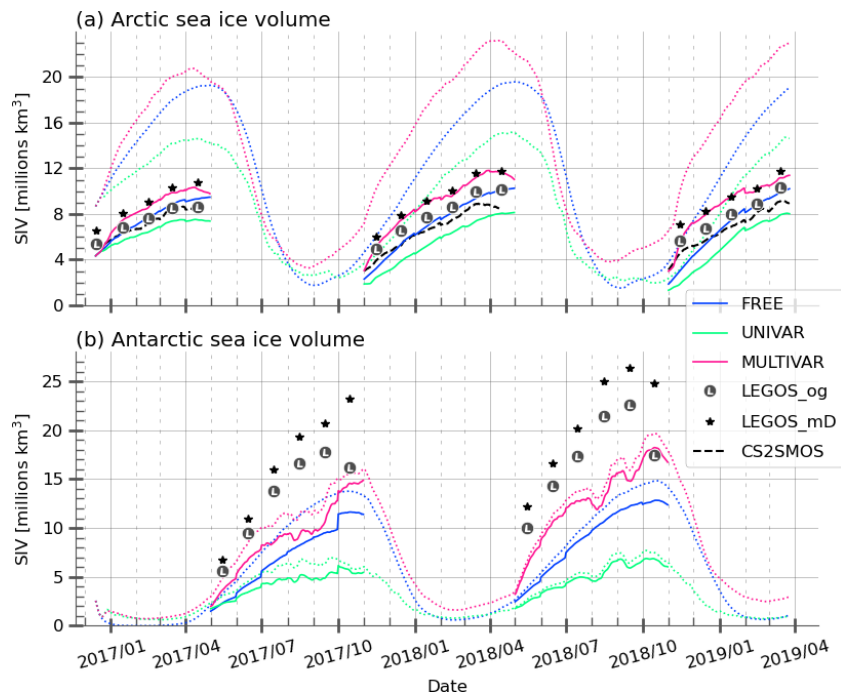 (a) Arctic sea ice volume
SIV [millions km³]
20
16
12
8
4
0
(b) Antarctic sea ice volume
SIV [millions km³]
25
20
15
10
5
0
FREE
UNIVAR
MULTIVAR
L LEGOS_og
LEGOS_mD
CS2SMOS
2017/01
2017/04
2017/07
2017/10
2018/01
2018/04
2018/07
2018/10
2019/01
2019/04
Date